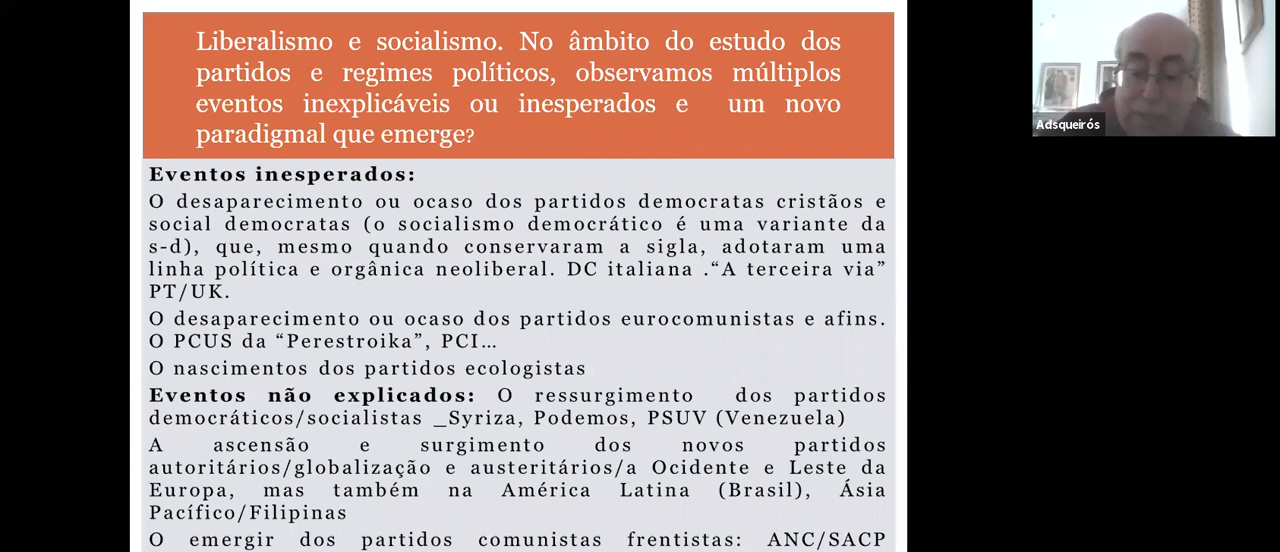 Liberalismo e socialismo. No âmbito do estudo dos
partidos e regimes políticos, observamos múltiplos
eventos inexplicáveis ou inesperados e um novo
paradigmal que emerge?
Eventos inesperados:
O desaparecimento ou ocaso dos partidos democratas cristãos e
social democratas (o socialismo democrático é uma variante da
s-d), que, mesmo quando conservaram a sigla, adotaram uma
linha política e orgânica neoliberal. DC italiana .“A terceira via”
PT/UK.
O desaparecimento ou ocaso dos partidos eurocomunistas e afins.
O PCUS da “Perestroika”, PCI…
O nascimentos dos partidos ecologistas
Eventos não explicados: O ressurgimento dos partidos
democráticos/socialistas _Syriza, Podemos, PSUV (Venezuela)
A ascensão e surgimento dos novos partidos
autoritários/globalização e austeritários/a Ocidente e Leste da
Europa, mas também na América Latina (Brasil), Ásia
Pacífico/Filipinas
O emergir dos partidos comunistas frentistas: ANC/SACP
Adsqueirós